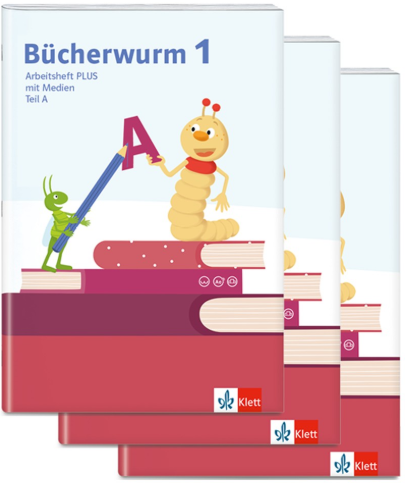 Bücherwurm 1
Arbeitsheft PLUS
mit Medien
Teil A
A
Klett
Klett
Klett